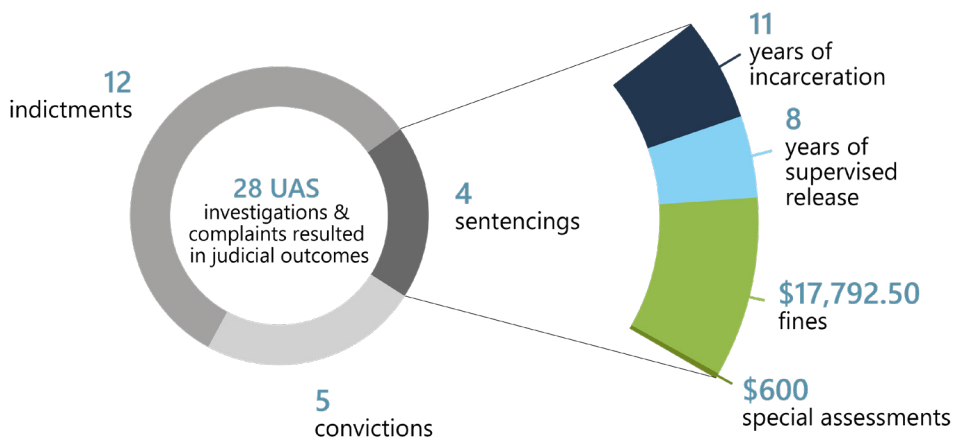 12
indictments
28 UAS
investigations &
complaints resulted
in judicial outcomes
4
sentencings
5
convictions
11
years of
incarceration
8
years of
supervised
release
$17,792.50
fines
$600
special assessments